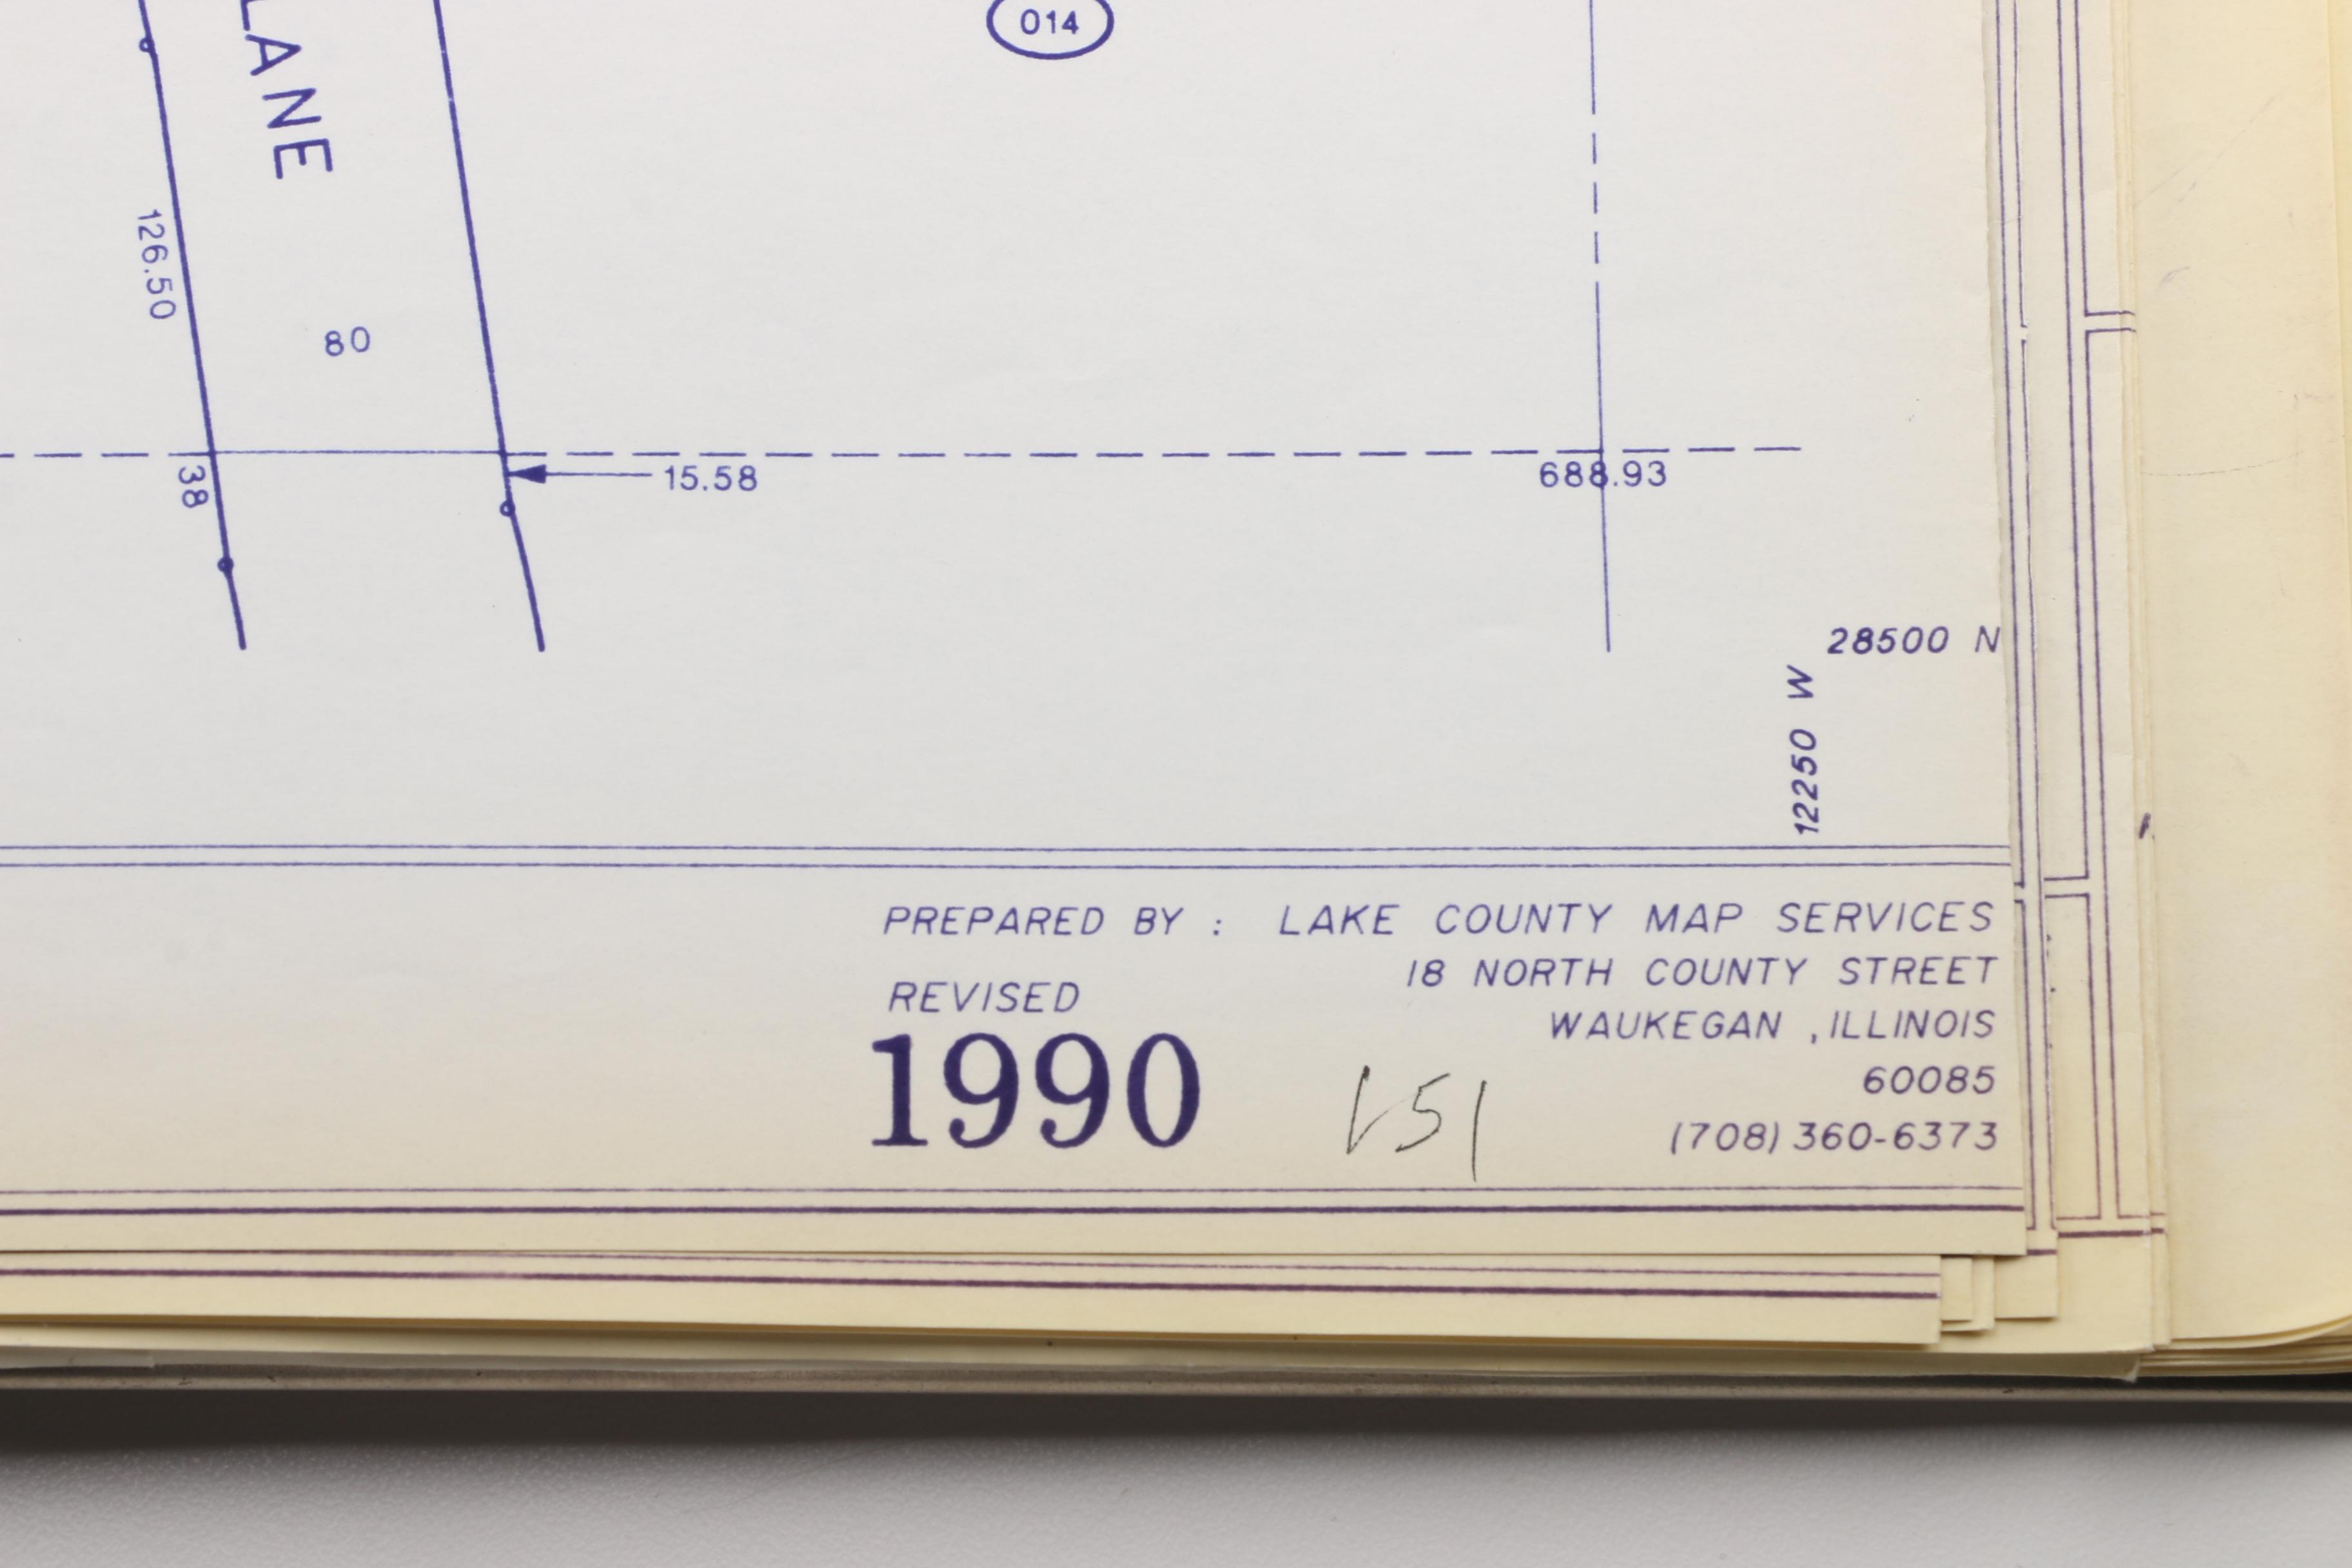 014
LANE
126.50
80
38
15.58
688.93
28500 N
12250 W
PREPARED BY : LAKE COUNTY MAP SERVICES
18 NORTH COUNTY STREET
REVISED
WAUKEGAN , ILLINOIS
1990
60085
(708) 360-6373